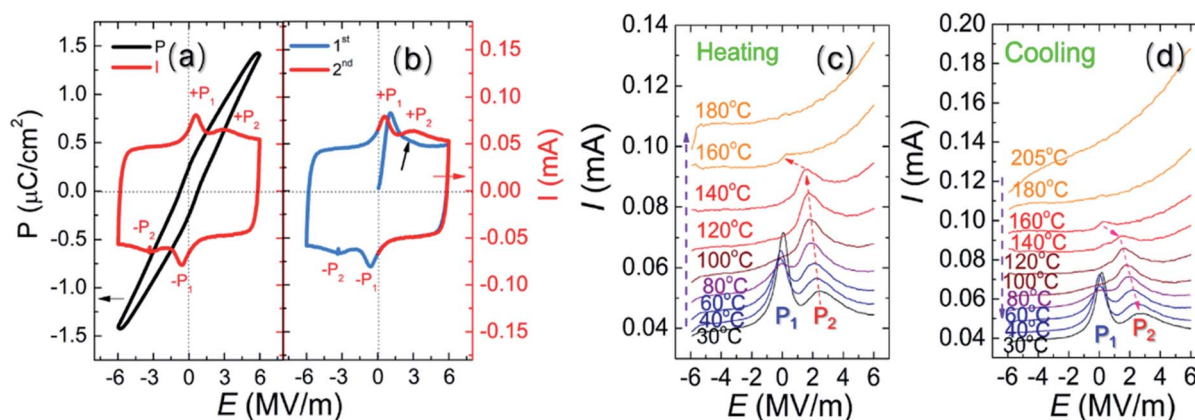 1.5
1.0
0.5
0.0
-0.5
-1.0
-1.5
P (μC/cm²)
P
I
(a)
+P₁
+P₂
-P₂
-P₁
-6 -3 0 3 6
1ˢᵗ
2ⁿᵈ
(b)
+P₁
+P₂
-P₂
-P₁
-6 -3 0 3 6
0.15
0.10
0.05
0.00
-0.05
-0.10
-0.15
I (mA)
E (MV/m)
0.14
0.12
0.10
0.08
0.06
0.04
I (mA)
Heating
(c)
180°C
160°C
140°C
120°C
100°C
80°C
60°C
40°C
30°C
P₁
P₂
-6 -4 -2 0 2 4 6
E (MV/m)
0.20
0.18
0.16
0.14
0.12
0.10
0.08
0.06
0.04
I (mA)
Cooling
(d)
205°C
180°C
160°C
140°C
120°C
100°C
80°C
60°C
40°C
30°C
P₁
P₂
-6 -4 -2 0 2 4 6
E (MV/m)